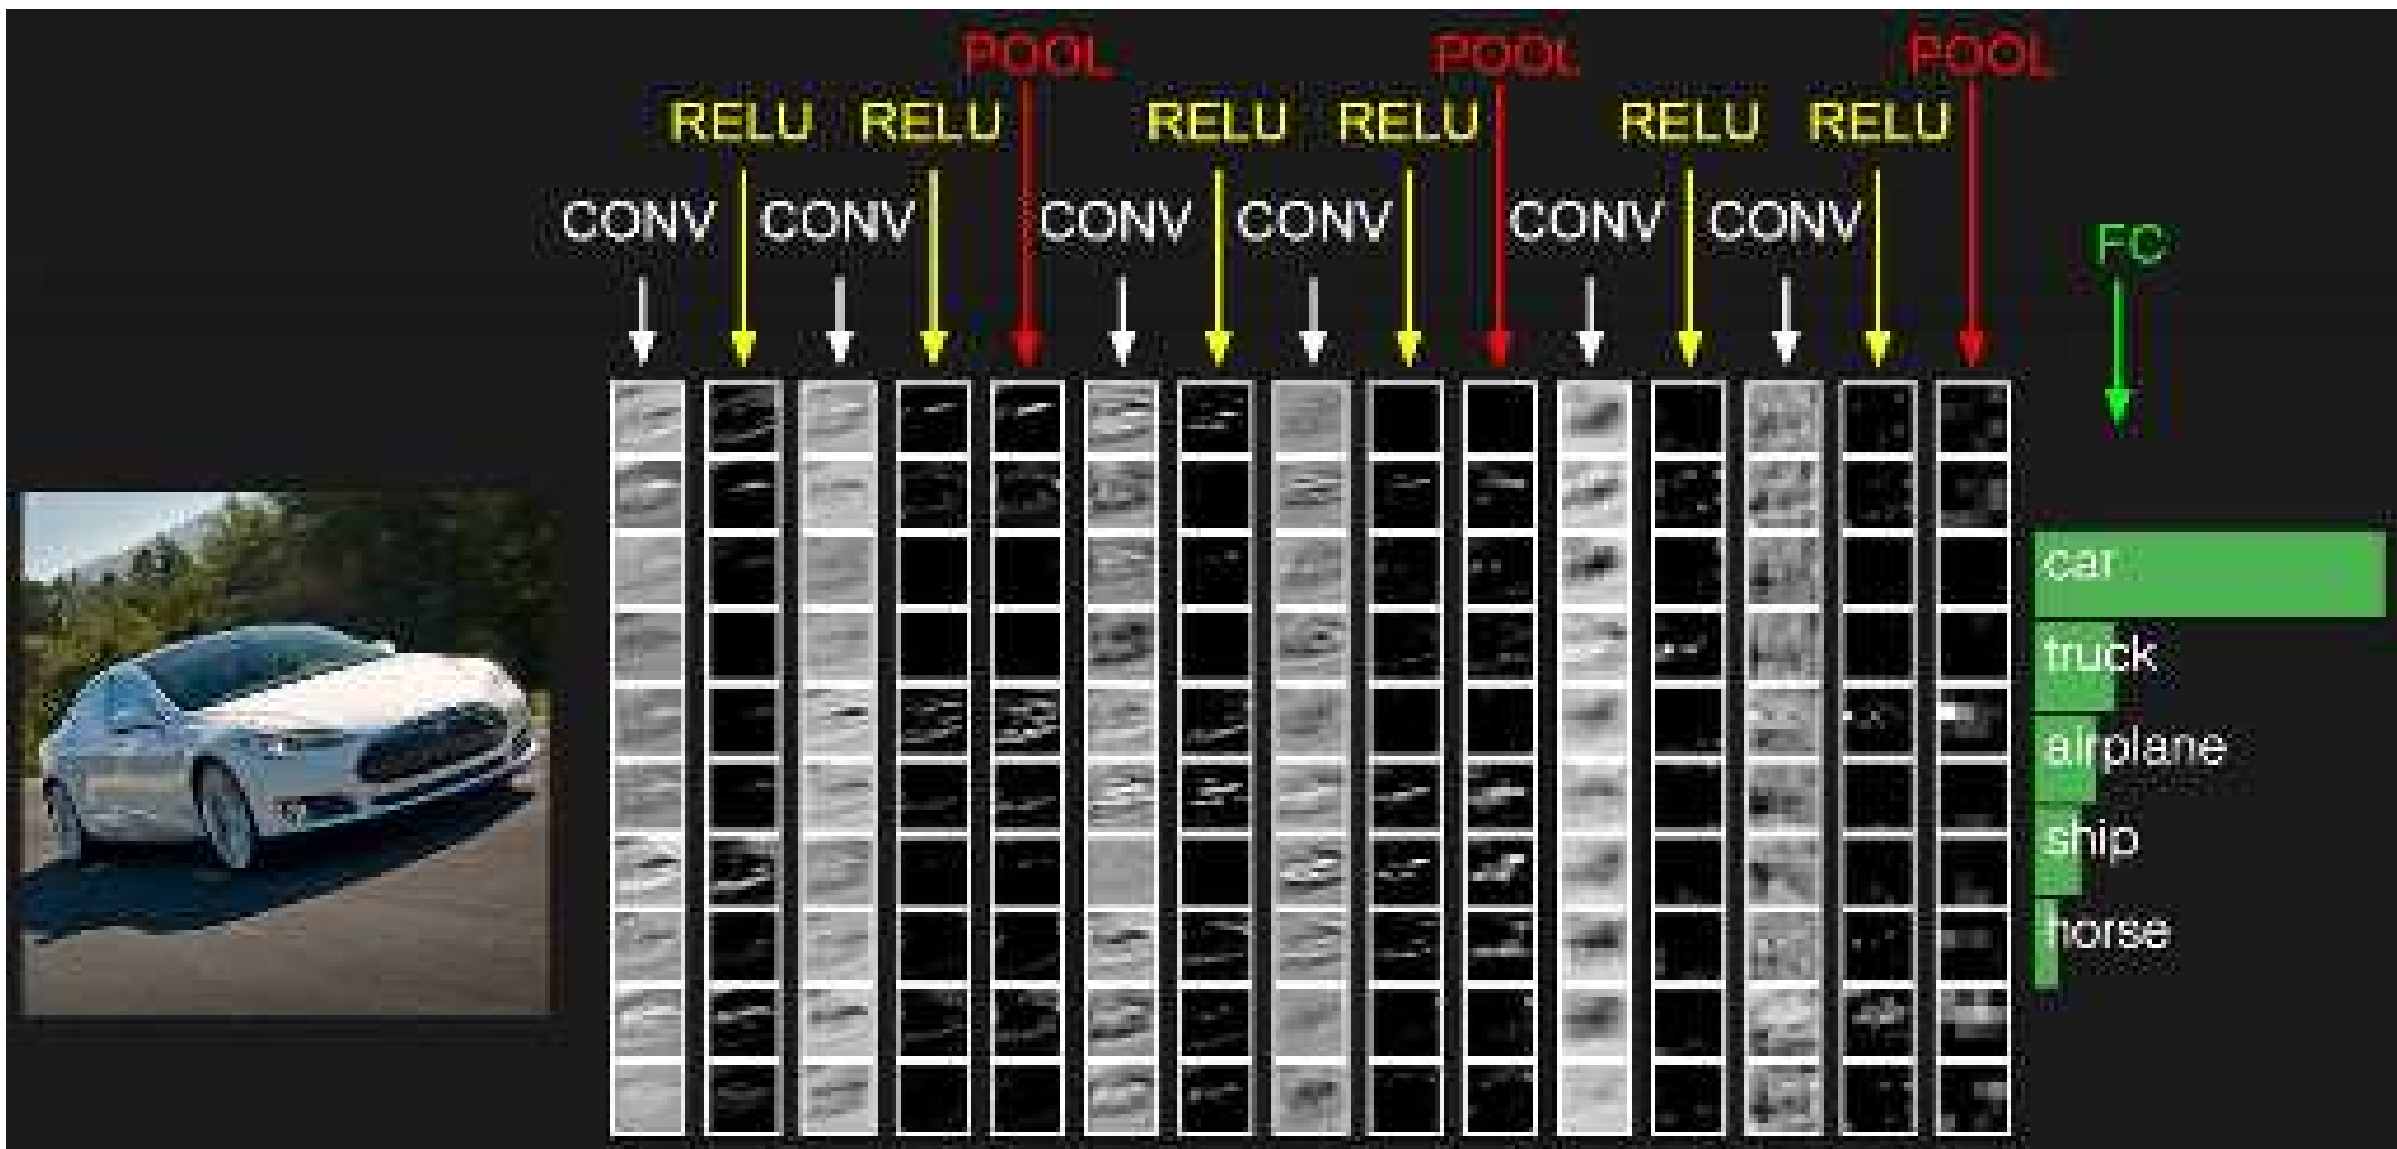 POOL POOL POOL
RELU RELU RELU RELU RELU RELU
CONV CONV CONV CONV CONV CONV
FC
car
truck
airplane
ship
horse